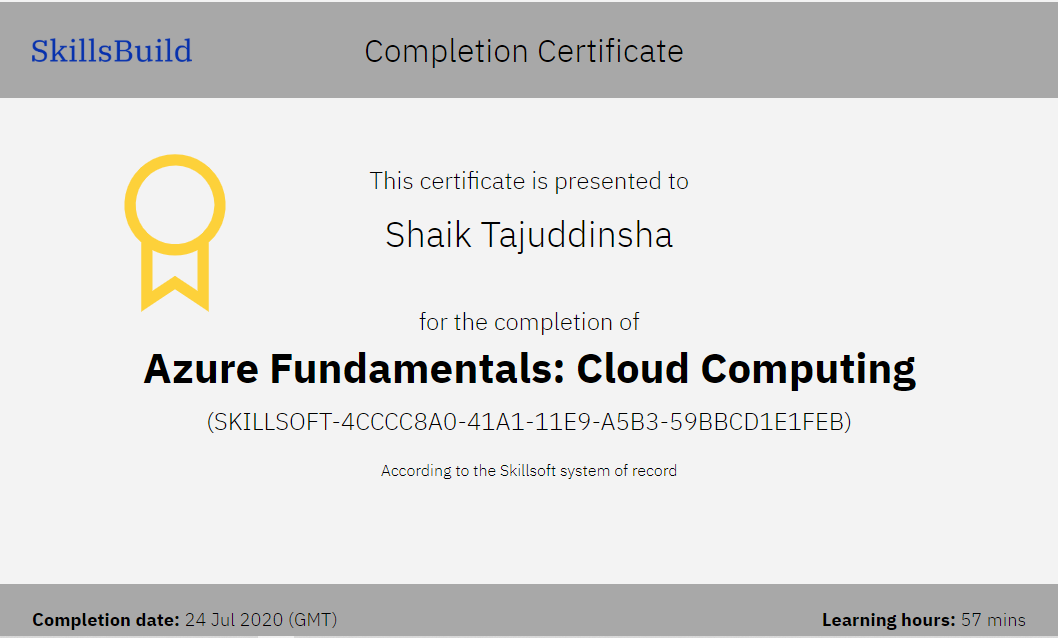 SkillsBuild
Completion Certificate
This certificate is presented to
Shaik Tajuddinsha
for the completion of
Azure Fundamentals: Cloud Computing
(SKILLSOFT-4CCCC8A0-41A1-11E9-A5B3-59BBCD1E1FEB)
According to the Skillsoft system of record
Completion date: 24 Jul 2020 (GMT)
Learning hours: 57 mins